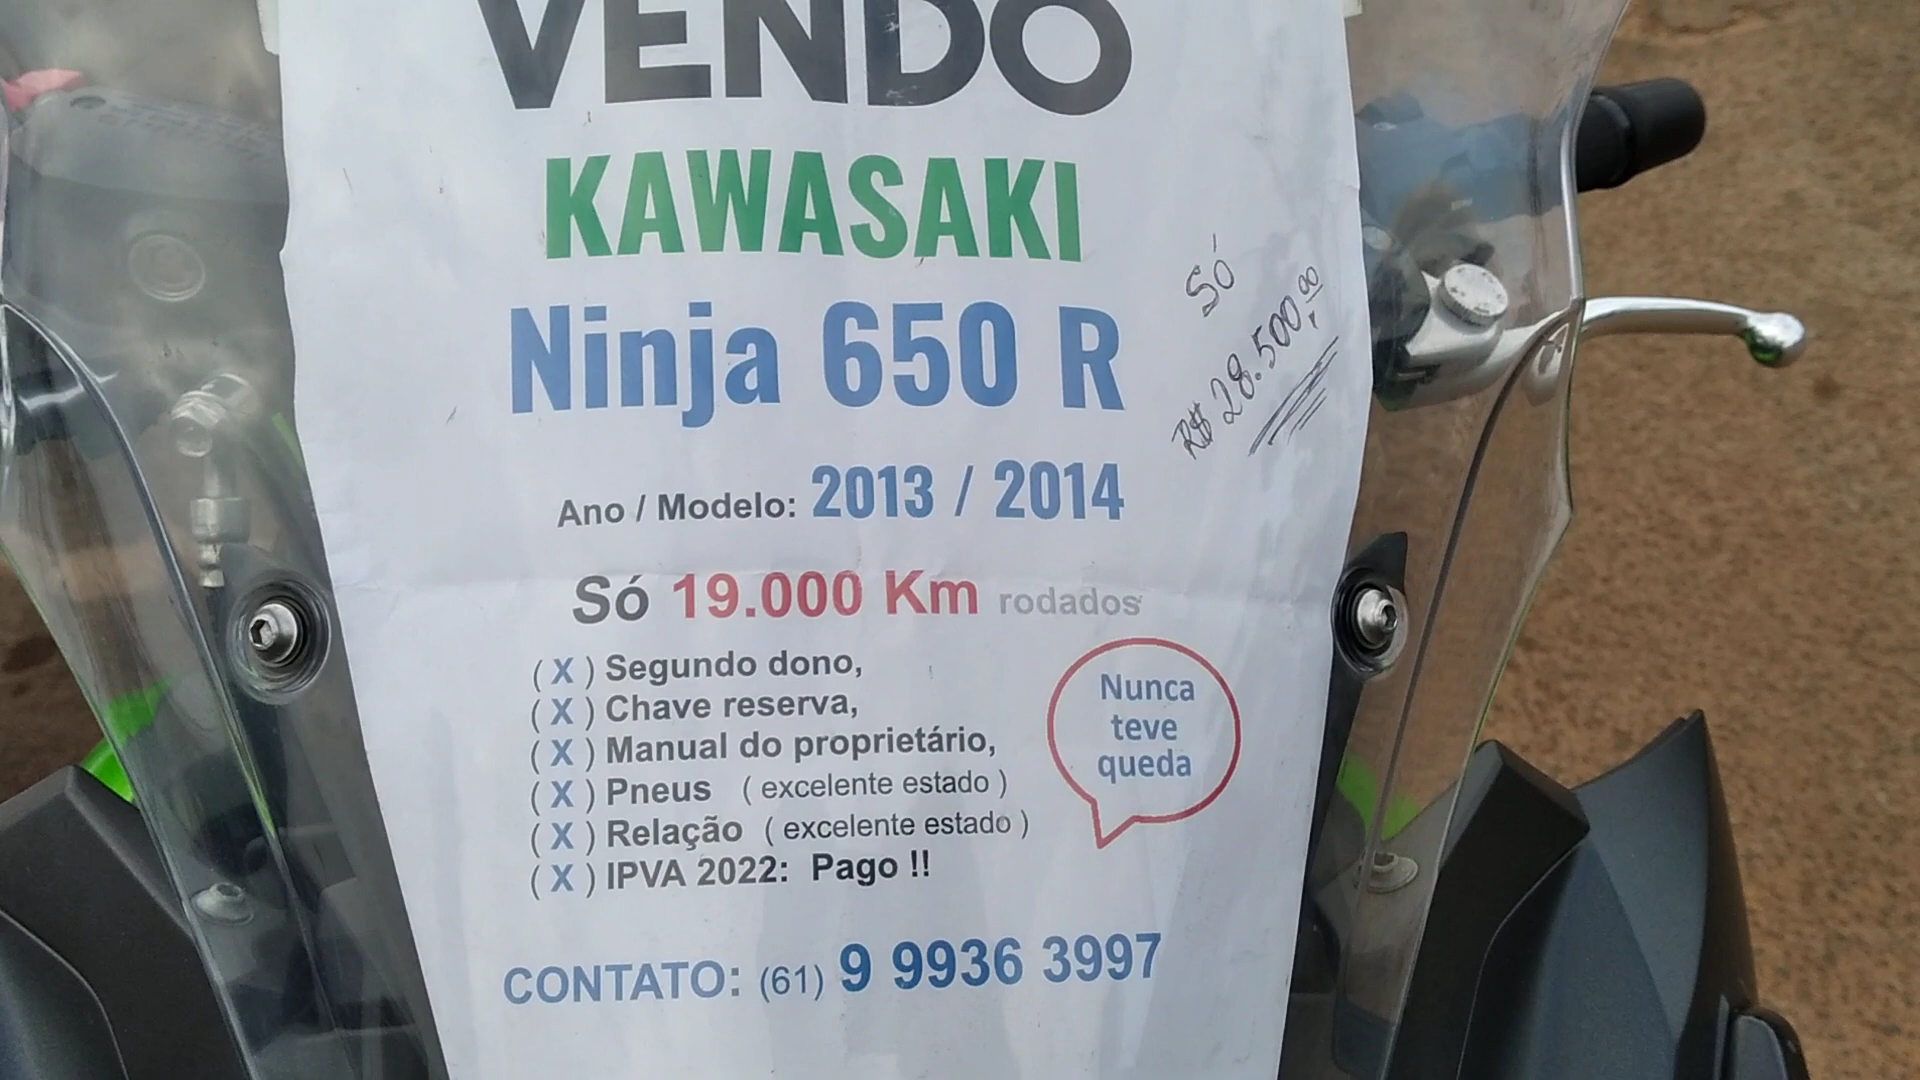 VENDO
KAWASAKI
Ninja 650 R
Só
R$ 28.500,00
Ano / Modelo: 2013 / 2014
Só 19.000 Km rodados
( X ) Segundo dono,
( X ) Chave reserva,
( X ) Manual do proprietário,
( X ) Pneus ( excelente estado )
( X ) Relação ( excelente estado )
( X ) IPVA 2022: Pago !!
Nunca
teve
queda
CONTATO: (61) 9 9936 3997